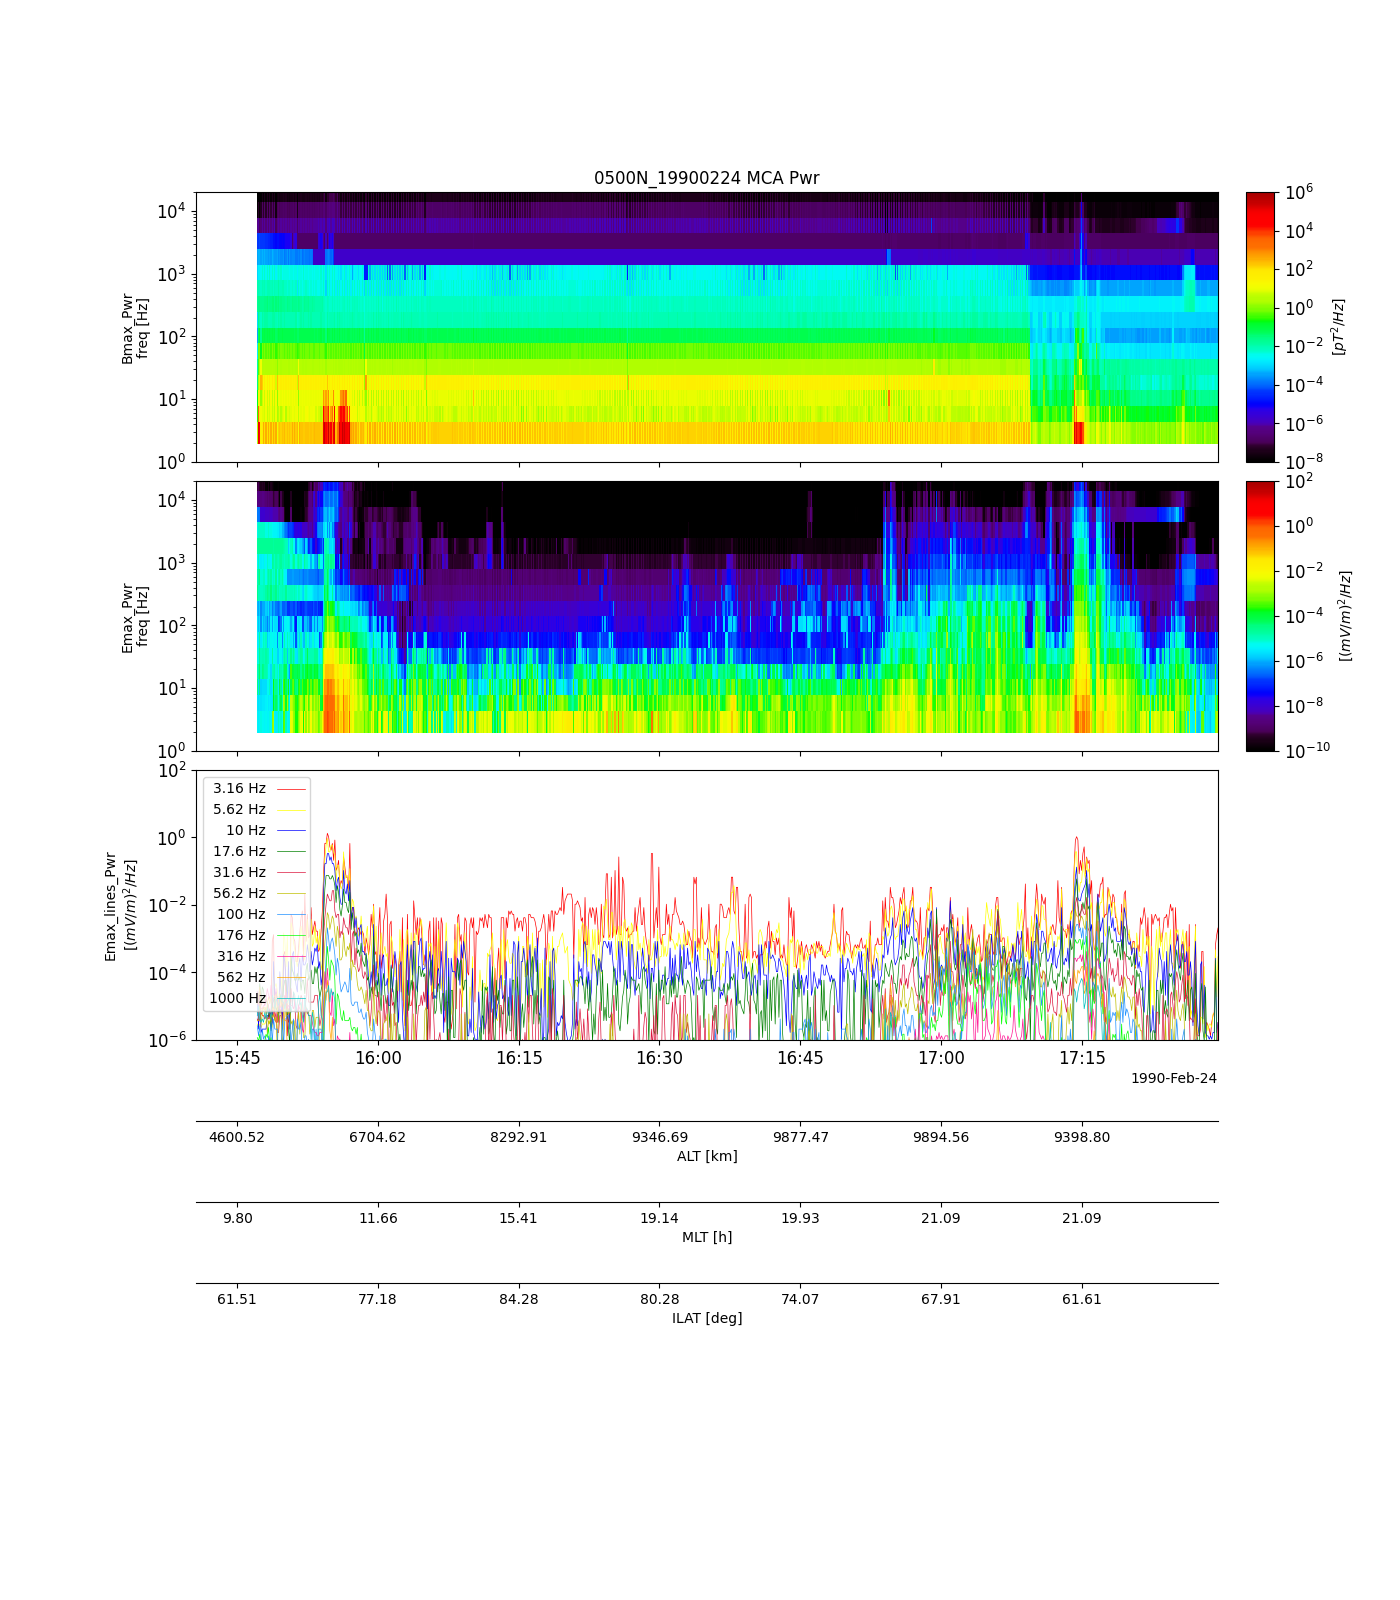 0500N_19900224 MCA Pwr
10^4
10^3
10^2
10^1
10^0
Bmax_Pwr
freq [Hz]
10^6
10^4
10^2
10^0
10^-2
10^-4
10^-6
10^-8
[pT^2/Hz]
10^4
10^3
10^2
10^1
10^0
Emax_Pwr
freq [Hz]
10^2
10^0
10^-2
10^-4
10^-6
10^-8
10^-10
[(mV/m)^2/Hz]
10^2
10^0
10^-2
10^-4
10^-6
Emax_lines_Pwr
[(mV/m)^2/Hz]
3.16 Hz
5.62 Hz
10 Hz
17.6 Hz
31.6 Hz
56.2 Hz
100 Hz
176 Hz
316 Hz
562 Hz
1000 Hz
15:45 16:00 16:15 16:30 16:45 17:00 17:15
1990-Feb-24
4600.52 6704.62 8292.91 9346.69 9877.47 9894.56 9398.80
ALT [km]
9.80 11.66 15.41 19.14 19.93 21.09 21.09
MLT [h]
61.51 77.18 84.28 80.28 74.07 67.91 61.61
ILAT [deg]